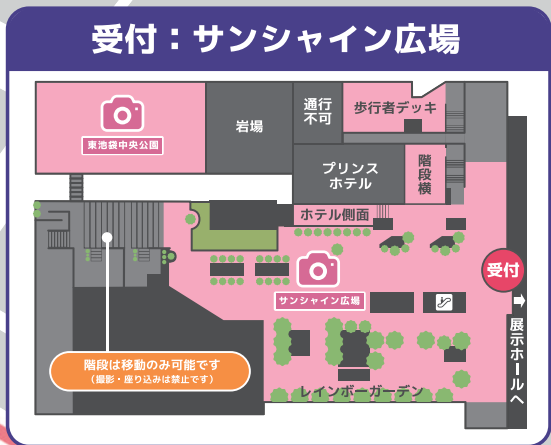 受付：サンシャイン広場
東池袋中央公園
岩場
通行
不可
歩行者デッキ
プリンス
ホテル
階段横
ホテル側面
サンシャイン広場
受付
展示ホールへ
階段は移動のみ可能です
（撮影・座り込みは禁止です）
レインボーガーデン